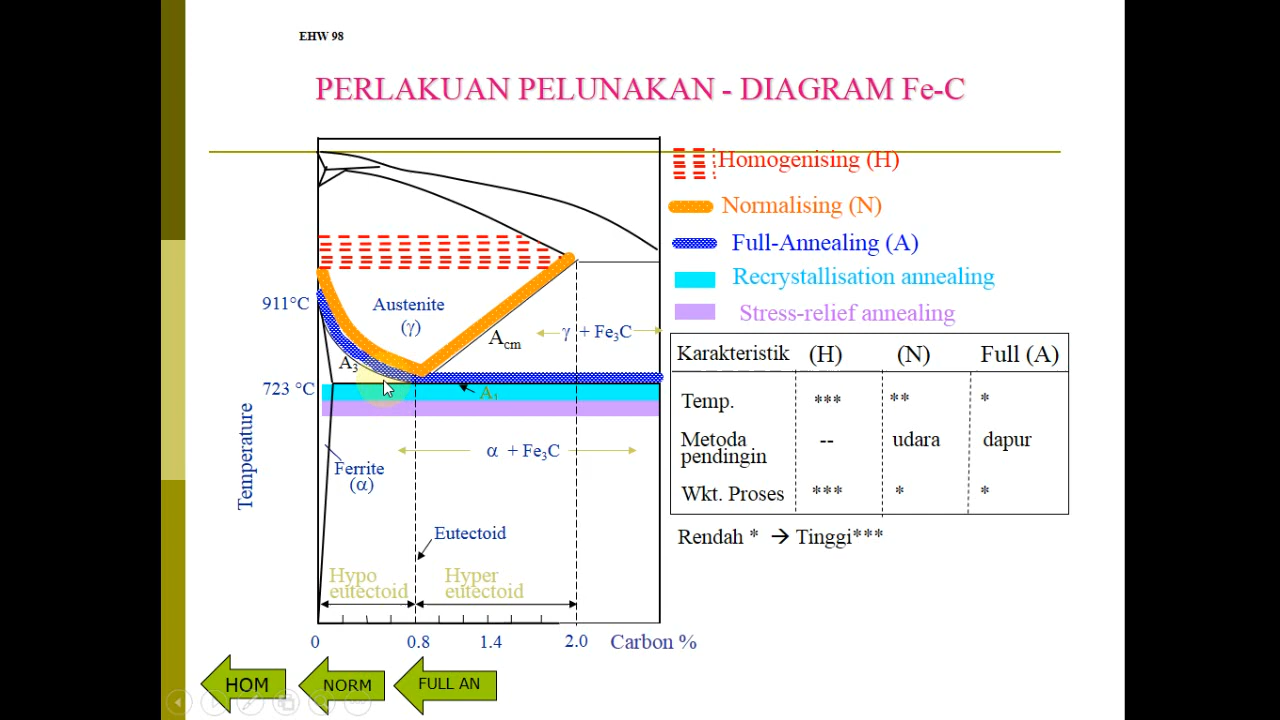 EHW 98
PERLAKUAN PELUNAKAN - DIAGRAM Fe-C
Homogenising (H)
Normalising (N)
Full-Annealing (A)
Recrystallisation annealing
Stress-relief annealing
911°C
Austenite
(γ)
A₃
Acm
γ + Fe₃C
723 °C
A₁
Temperature
α + Fe₃C
Ferrite
(α)
Eutectoid
Hypo
eutectoid
Hyper
eutectoid
0 0.8 1.4 2.0 Carbon %
Karakteristik (H) (N) Full (A)
Temp. *** ** *
Metoda
pendingin -- udara dapur
Wkt. Proses *** * *
Rendah * → Tinggi***
HOM
NORM
FULL AN